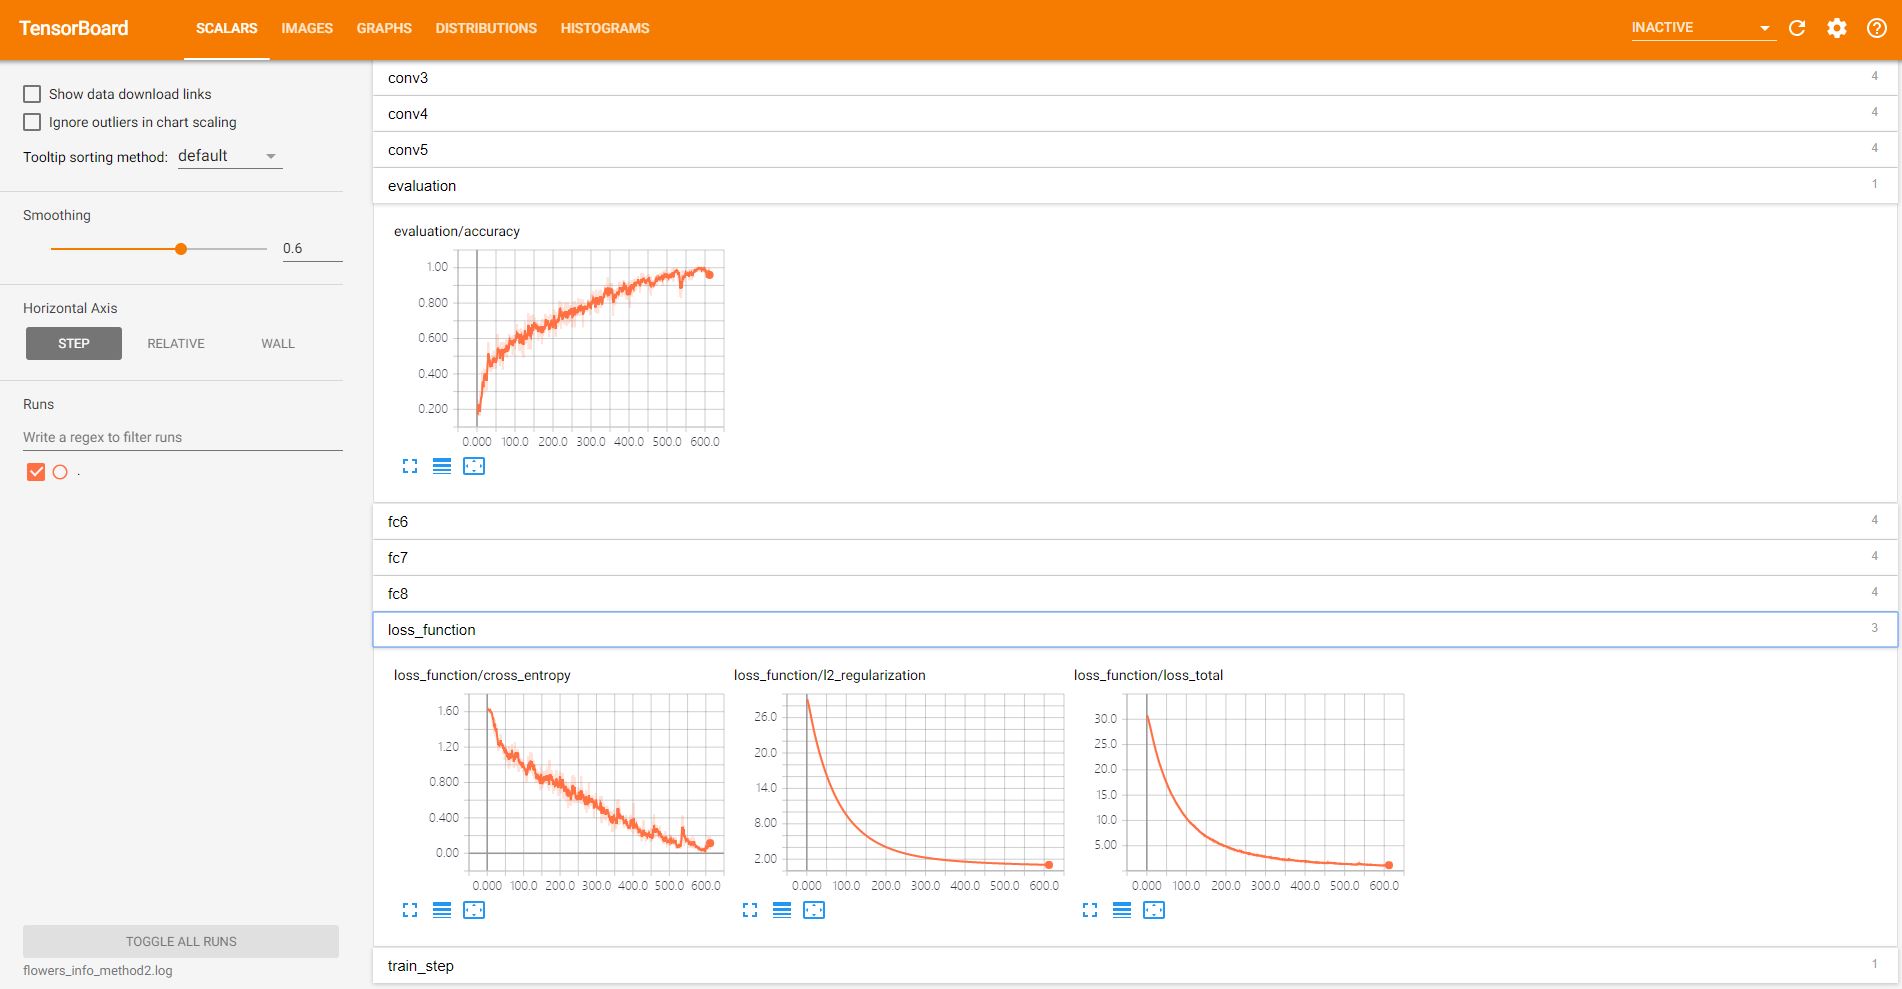 TensorBoard SCALARS IMAGES GRAPHS DISTRIBUTIONS HISTOGRAMS INACTIVE
Show data download links
Ignore outliers in chart scaling
Tooltip sorting method: default
Smoothing
0.6
Horizontal Axis
STEP RELATIVE WALL
Runs
Write a regex to filter runs
.
TOGGLE ALL RUNS
flowers_info_method2.log
conv3 4
conv4 4
conv5 4
evaluation 1
evaluation/accuracy
1.00
0.800
0.600
0.400
0.200
0.000 100.0 200.0 300.0 400.0 500.0 600.0
fc6 4
fc7 4
fc8 4
loss_function 3
loss_function/cross_entropy
1.60
1.20
0.800
0.400
0.00
0.000 100.0 200.0 300.0 400.0 500.0 600.0
loss_function/l2_regularization
26.0
20.0
14.0
8.00
2.00
0.000 100.0 200.0 300.0 400.0 500.0 600.0
loss_function/loss_total
30.0
25.0
20.0
15.0
10.0
5.00
0.000 100.0 200.0 300.0 400.0 500.0 600.0
train_step 1